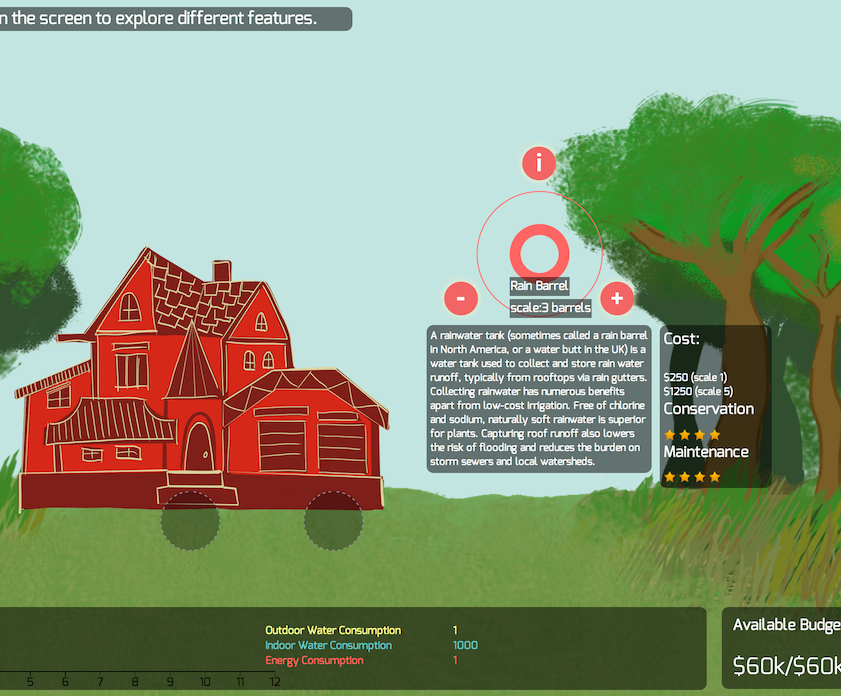 n the screen to explore different features.
i
Rain Barrel
-
scale:3 barrels
+
A rainwater tank (sometimes called a rain barrel
in North America, or a water butt in the UK) is a
water tank used to collect and store rain water
runoff, typically from rooftops via rain gutters.
Collecting rainwater has numerous benefits
apart from low-cost irrigation. Free of chlorine
and sodium, naturally soft rainwater is superior
for plants. Capturing roof runoff also lowers
the risk of flooding and reduces the burden on
storm sewers and local watersheds.
Cost:
$250 (scale 1)
$1250 (scale 5)
Conservation
Maintenance
Outdoor Water Consumption 1
Indoor Water Consumption 1000
Energy Consumption 1
5 6 7 8 9 10 11 12
Available Budge
$60k/$60k